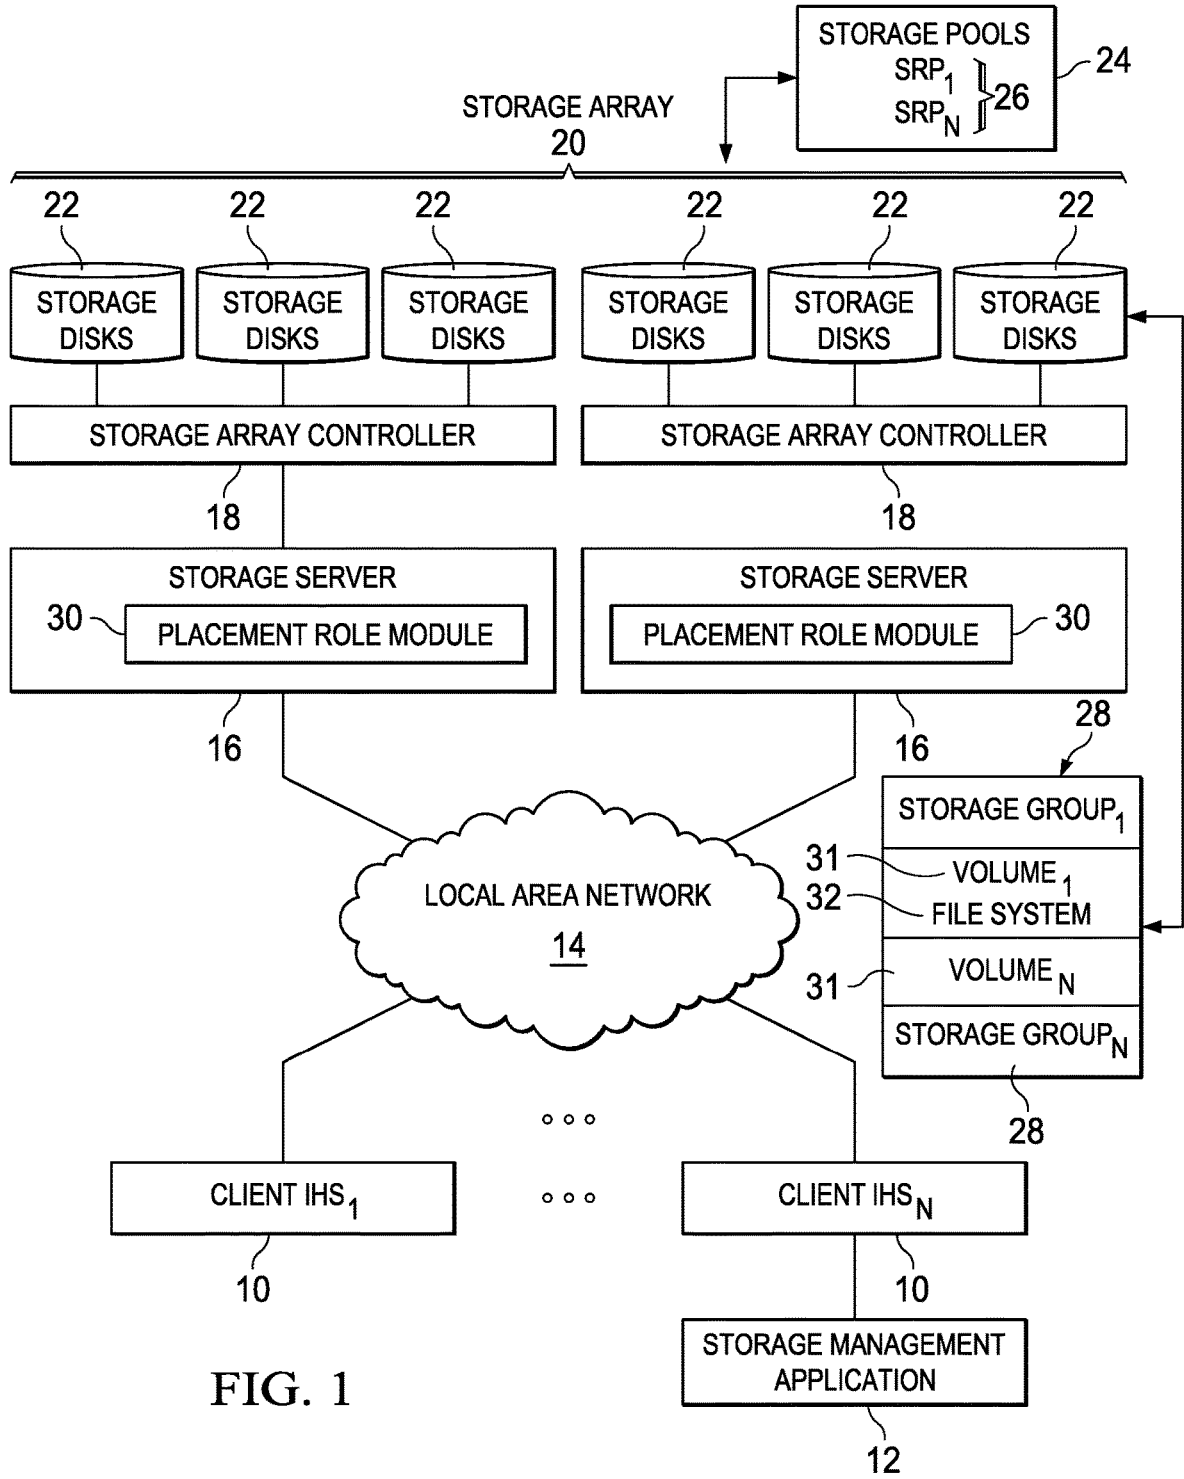 STORAGE POOLS
24
SRP1
26
SRPN
STORAGE ARRAY
20
22 22 22 22 22 22
STORAGE DISKS
STORAGE DISKS
STORAGE DISKS
STORAGE DISKS
STORAGE DISKS
STORAGE DISKS
STORAGE ARRAY CONTROLLER
STORAGE ARRAY CONTROLLER
18 18
STORAGE SERVER
STORAGE SERVER
30 PLACEMENT ROLE MODULE
PLACEMENT ROLE MODULE 30
16 16
28
STORAGE GROUP1
31 VOLUME1
32 FILE SYSTEM
31 VOLUMEN
STORAGE GROUPN
28
LOCAL AREA NETWORK
14
CLIENT IHS1
CLIENT IHSN
10 10
STORAGE MANAGEMENT
APPLICATION
12
FIG. 1